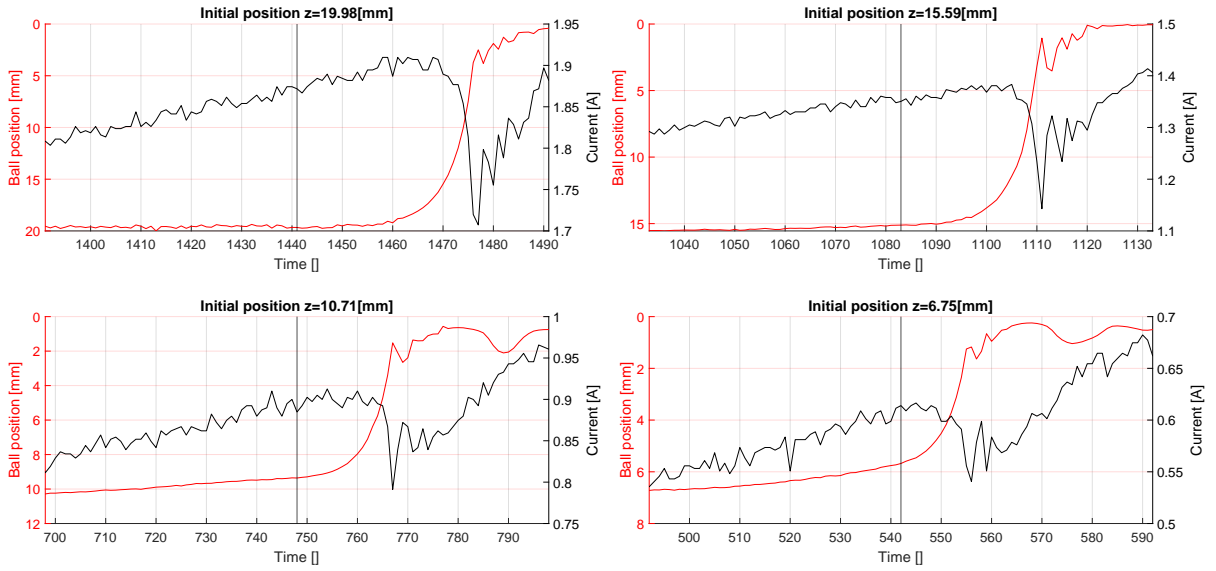 Initial position z=19.98[mm]
Ball position [mm]
0
5
10
15
20
1400 1410 1420 1430 1440 1450 1460 1470 1480 1490
Time []
1.95
1.9
1.85
1.8
1.75
1.7
Current [A]
Initial position z=15.59[mm]
Ball position [mm]
0
5
10
15
1040 1050 1060 1070 1080 1090 1100 1110 1120 1130
Time []
1.5
1.4
1.3
1.2
1.1
Current [A]
Initial position z=10.71[mm]
Ball position [mm]
0
2
4
6
8
10
12
700 710 720 730 740 750 760 770 780 790
Time []
1
0.95
0.9
0.85
0.8
0.75
Current [A]
Initial position z=6.75[mm]
Ball position [mm]
0
2
4
6
8
500 510 520 530 540 550 560 570 580 590
Time []
0.7
0.65
0.6
0.55
0.5
Current [A]